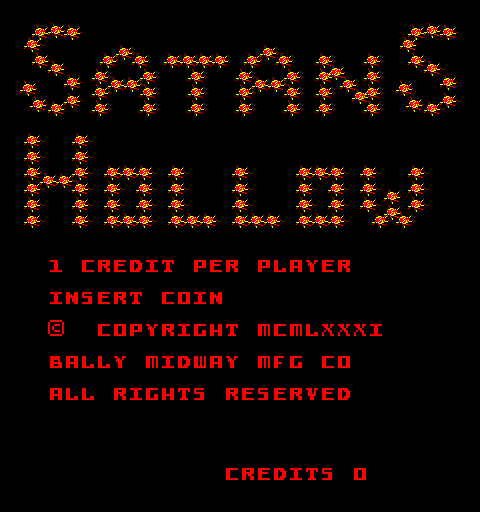 SATANS
HOLLOW
1 CREDIT PER PLAYER
INSERT COIN
© COPYRIGHT MCMLXXXI
BALLY MIDWAY MFG CO
ALL RIGHTS RESERVED
CREDITS 0